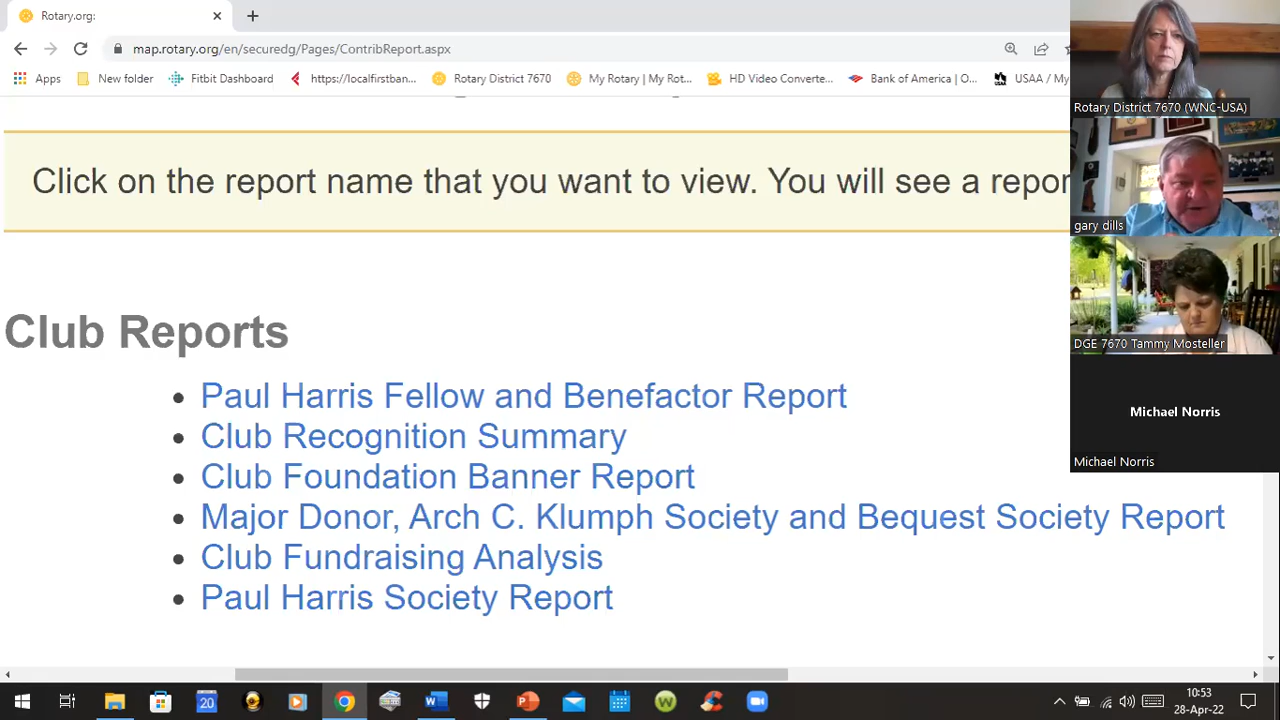 Rotary.org:
map.rotary.org/en/securedg/Pages/ContribReport.aspx
Apps
New folder
Fitbit Dashboard
https://localfirstban...
Rotary District 7670
My Rotary | My Rot...
HD Video Converte...
Bank of America | O...
USAA / My
Click on the report name that you want to view. You will see a repor
Club Reports
Paul Harris Fellow and Benefactor Report
Club Recognition Summary
Club Foundation Banner Report
Major Donor, Arch C. Klumph Society and Bequest Society Report
Club Fundraising Analysis
Paul Harris Society Report
Rotary District 7670 (WNC-USA)
gary dills
DGE 7670 Tammy Mosteller
Michael Norris
Michael Norris
20
10:53
28-Apr-22